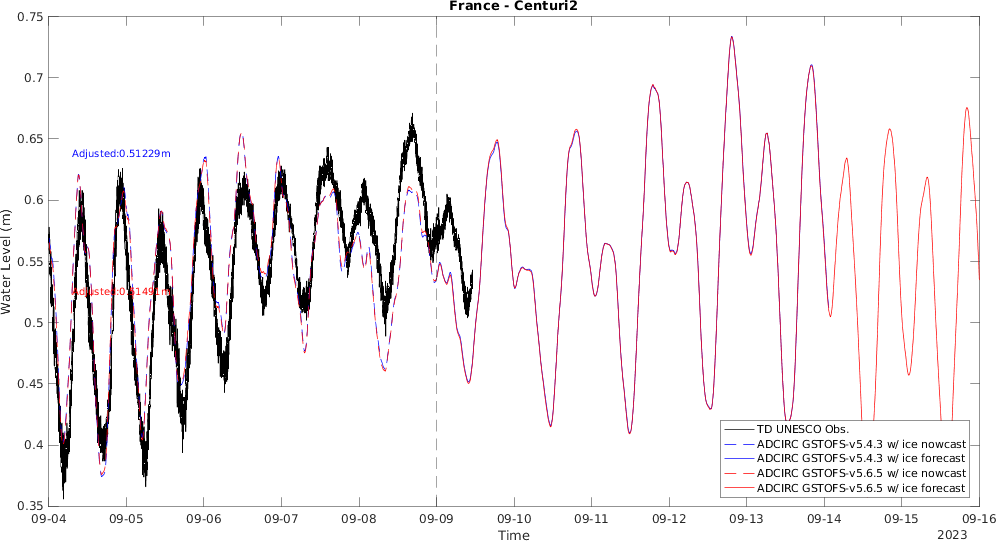 France - Centuri2
0.75
0.7
0.65
0.6
0.55
0.5
0.45
0.4
0.35
Water Level (m)
Adjusted:0.51229m
Adjusted:0.51491m
TD UNESCO Obs.
ADCIRC GSTOFS-v5.4.3 w/ ice nowcast
ADCIRC GSTOFS-v5.4.3 w/ ice forecast
ADCIRC GSTOFS-v5.6.5 w/ ice nowcast
ADCIRC GSTOFS-v5.6.5 w/ ice forecast
09-04 09-05 09-06 09-07 09-08 09-09 09-10 09-11 09-12 09-13 09-14 09-15 09-16
Time
2023